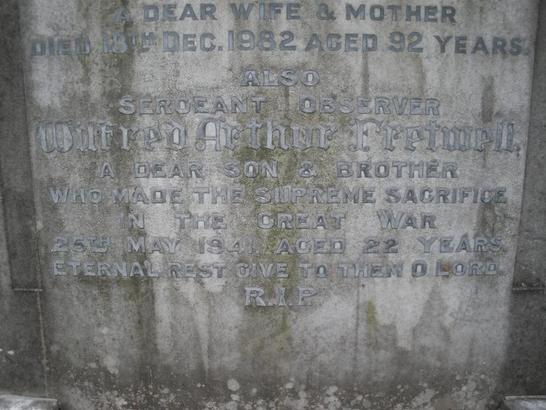 A DEAR WIFE & MOTHER
DIED 13TH DEC. 1982 AGED 92 YEARS.
ALSO
SERGEANT OBSERVER
Wilfred Arthur Fretwell,
A DEAR SON & BROTHER
WHO MADE THE SUPREME SACRIFICE
IN THE GREAT WAR
25TH MAY 1941. AGED 22 YEARS.
ETERNAL REST GIVE TO THEM O LORD
R.I.P.